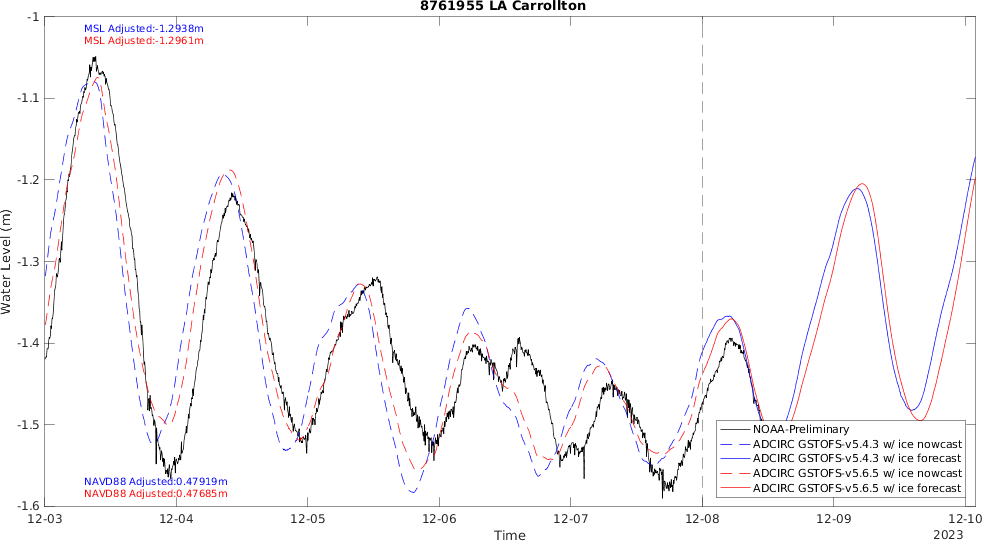 8761955 LA Carrollton
MSL Adjusted:-1.2938m
MSL Adjusted:-1.2961m
-1
-1.1
-1.2
-1.3
-1.4
-1.5
-1.6
Water Level (m)
NAVD88 Adjusted:0.47919m
NAVD88 Adjusted:0.47685m
NOAA-Preliminary
ADCIRC GSTOFS-v5.4.3 w/ ice nowcast
ADCIRC GSTOFS-v5.4.3 w/ ice forecast
ADCIRC GSTOFS-v5.6.5 w/ ice nowcast
ADCIRC GSTOFS-v5.6.5 w/ ice forecast
12-03 12-04 12-05 12-06 12-07 12-08 12-09 12-10
Time
2023